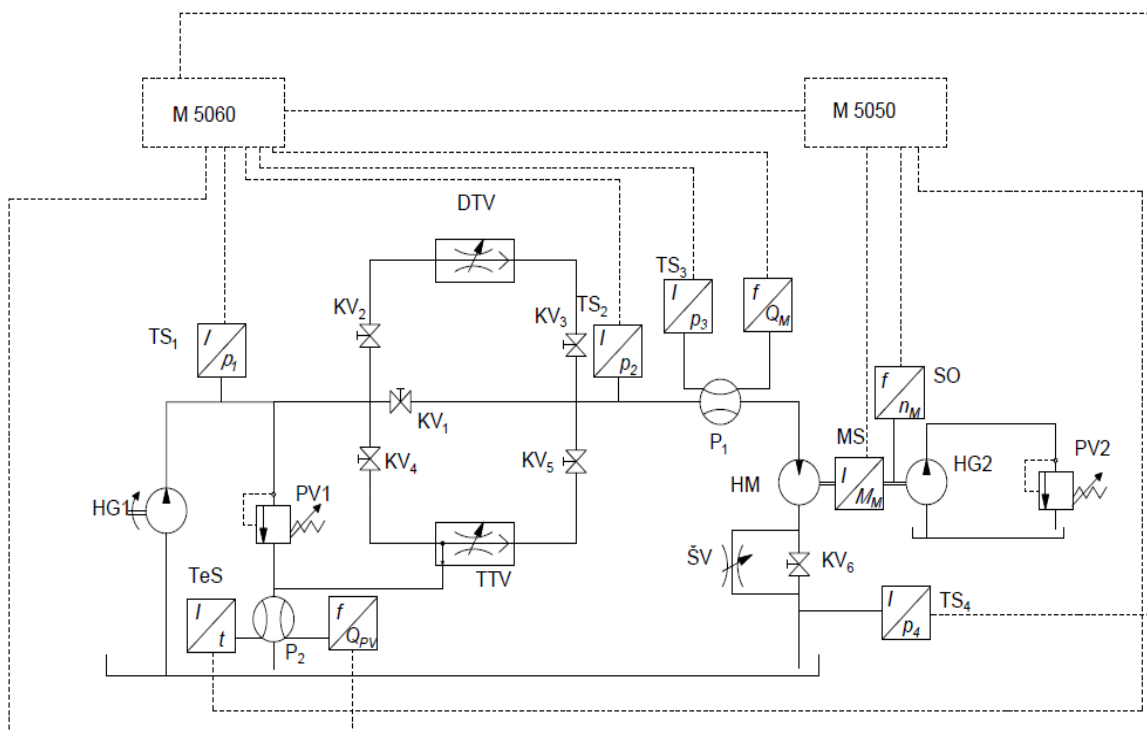 M 5060
M 5050
DTV
TS3
I
p3
f
QM
KV2
KV3
TS2
TS1
I
p1
I
p2
f
nM
SO
KV1
P1
MS
KV4
KV5
HM
I
MM
HG2
PV2
HG1
PV1
ŠV
KV6
TeS
TTV
I
t
P2
f
QPV
I
p4
TS4